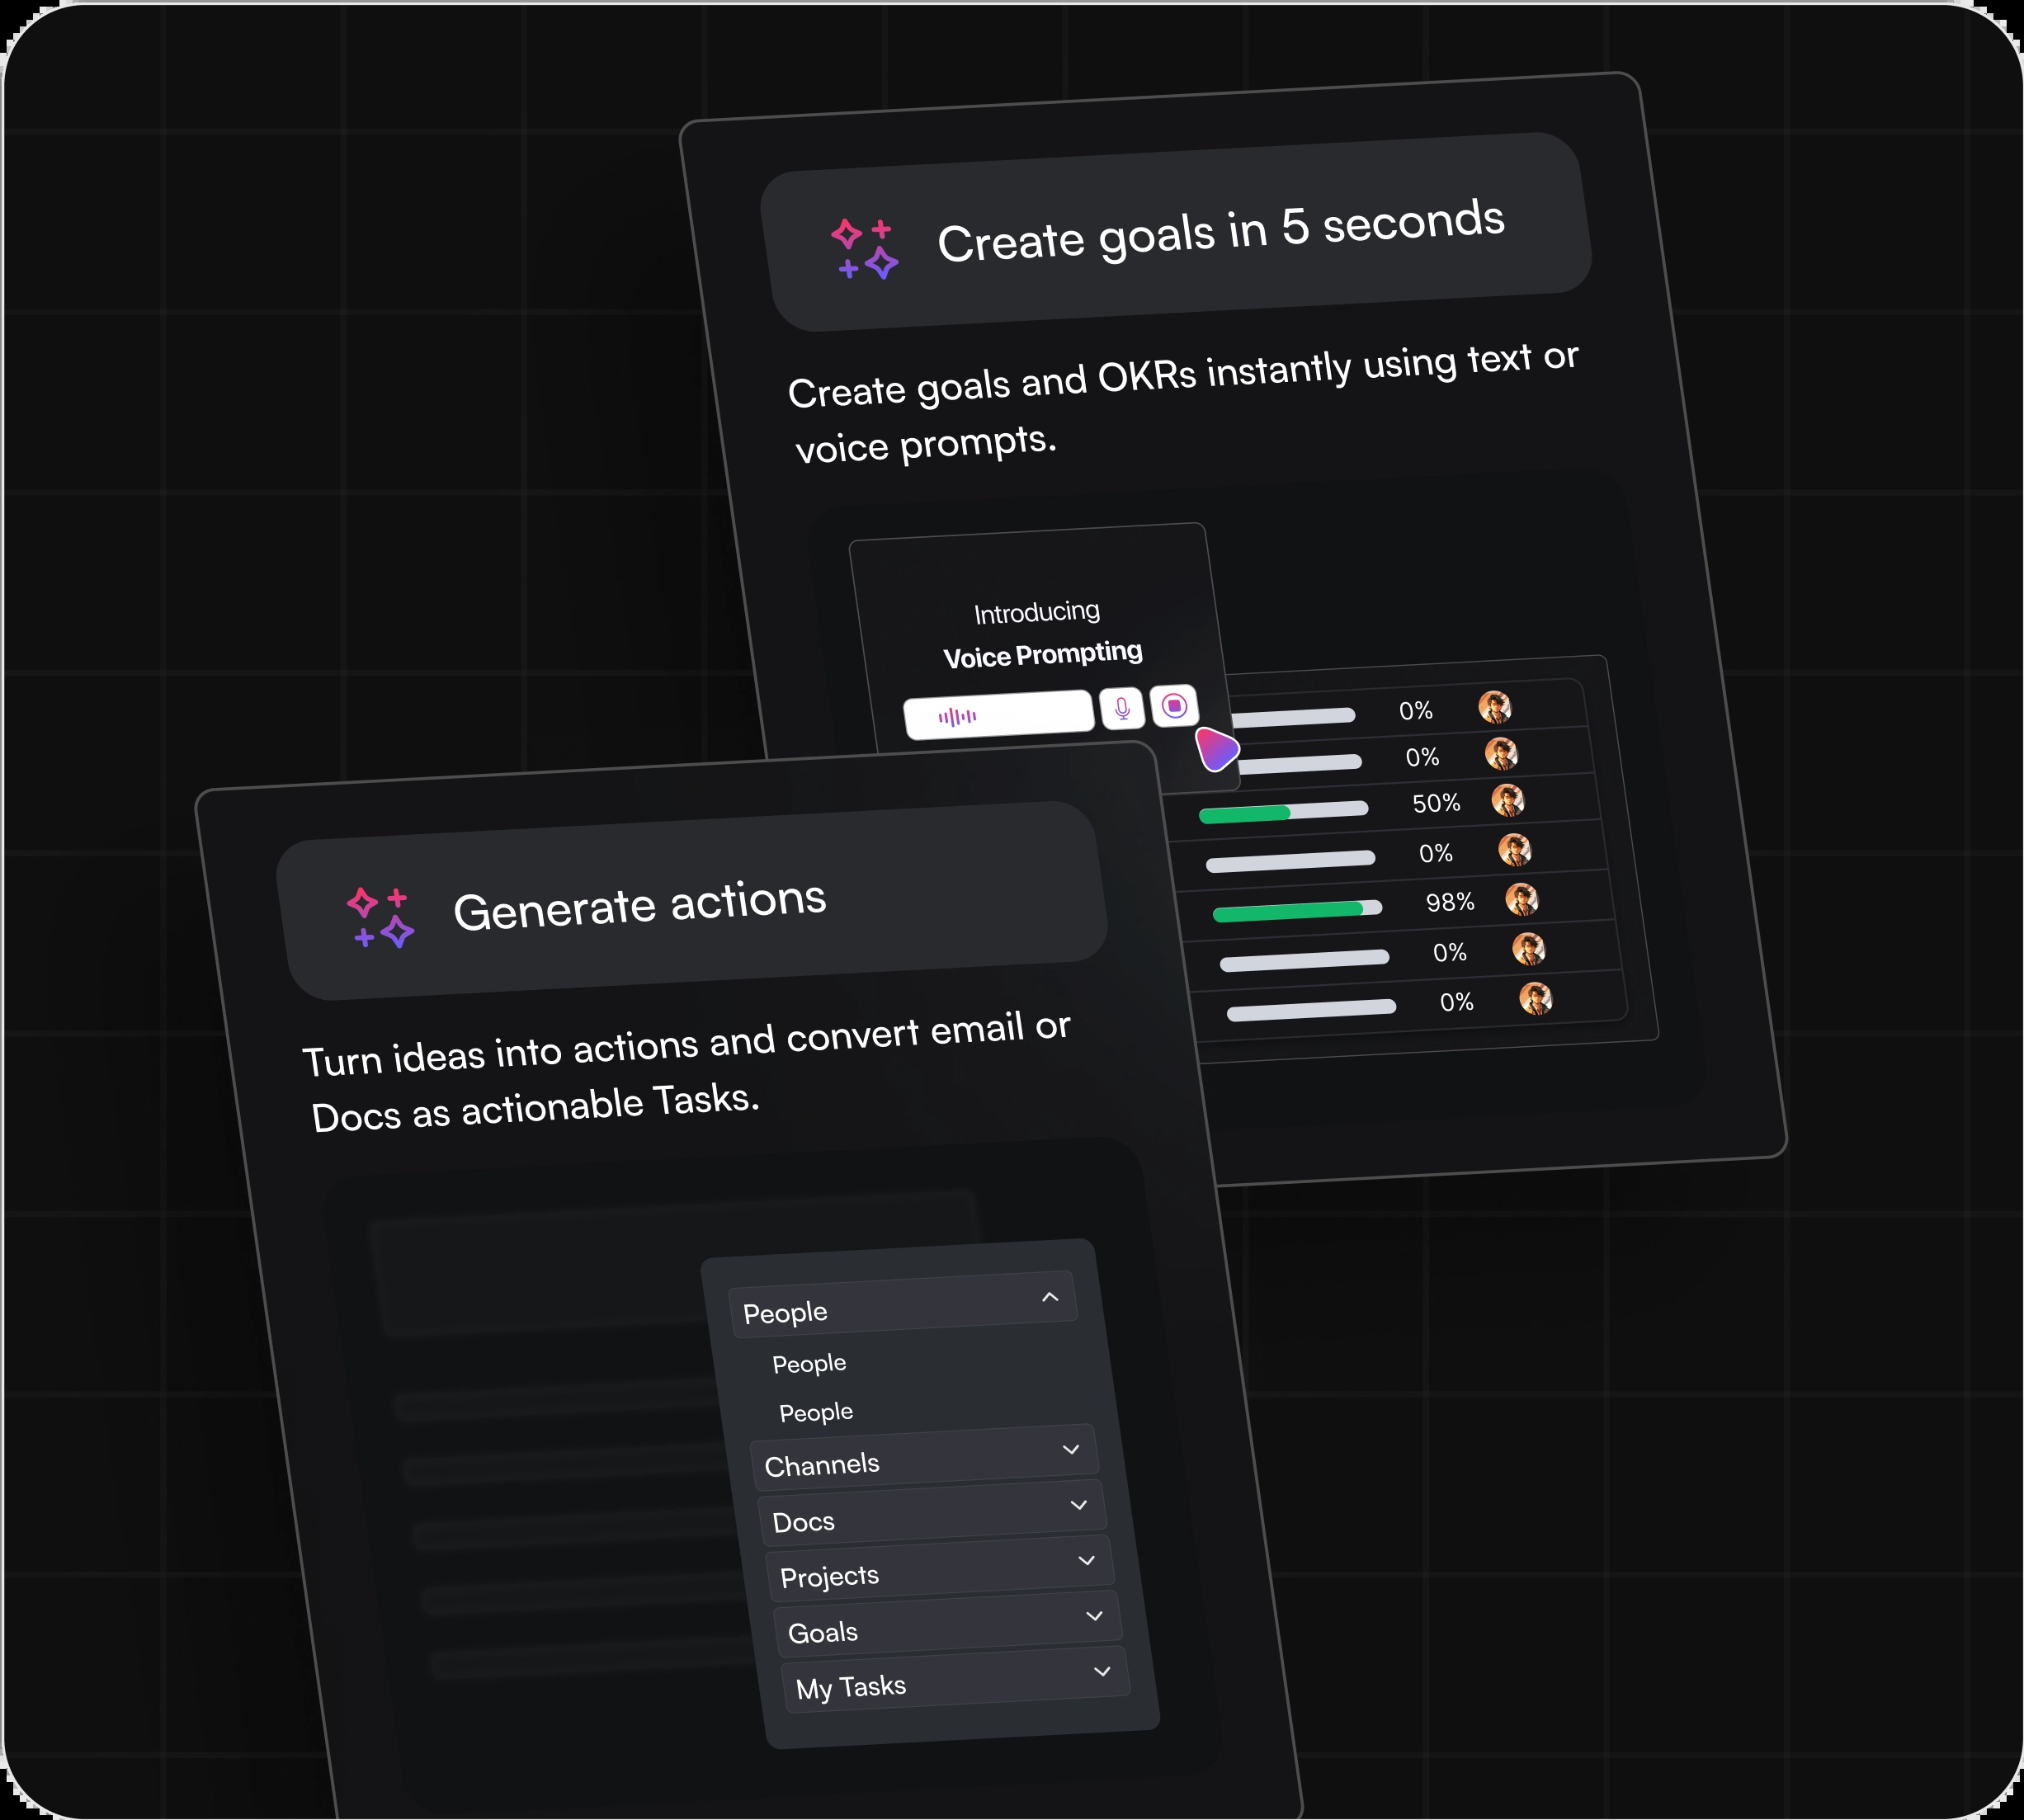 Create goals in 5 seconds
Create goals and OKRs instantly using text or
voice prompts.
Introducing
Voice Prompting
0%
0%
50%
0%
98%
0%
0%
Generate actions
Turn ideas into actions and convert email or
Docs as actionable Tasks.
People
People
People
Channels
Docs
Projects
Goals
My Tasks